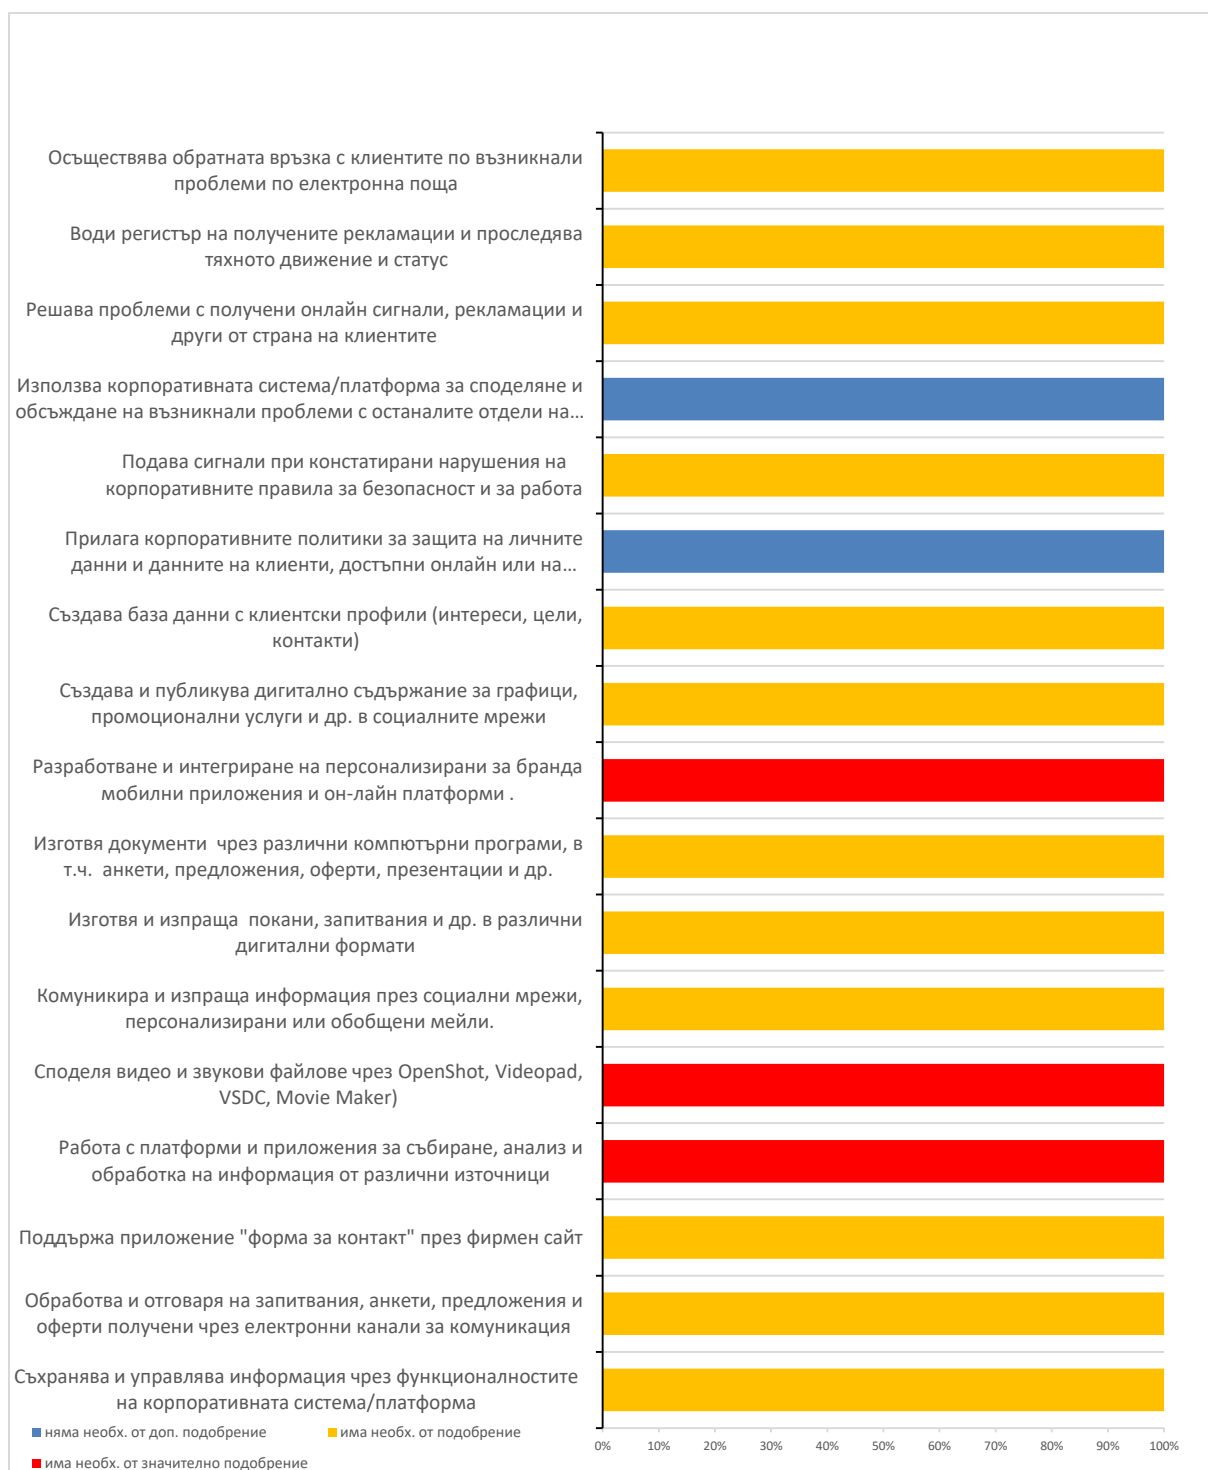 Осъществява обратната връзка с клиентите по възникнали
проблеми по електронна поща
Води регистър на получените рекламации и проследява
тяхното движение и статус
Решава проблеми с получени онлайн сигнали, рекламации и
други от страна на клиентите
Използва корпоративната система/платформа за споделяне и
обсъждане на възникнали проблеми с останалите отдели на...
Подава сигнали при констатирани нарушения на
корпоративните правила за безопасност и за работа
Прилага корпоративните политики за защита на личните
данни и данните на клиенти, достъпни онлайн или на...
Създава база данни с клиентски профили (интереси, цели,
контакти)
Създава и публикува дигитално съдържание за графици,
промоционални услуги и др. в социалните мрежи
Разработване и интегриране на персонализирани за бранда
мобилни приложения и он-лайн платформи .
Изготвя документи чрез различни компютърни програми, в
т.ч. анкети, предложения, оферти, презентации и др.
Изготвя и изпраща покани, запитвания и др. в различни
дигитални формати
Комуникира и изпраща информация през социални мрежи,
персонализирани или обобщени мейли.
Споделя видео и звукови файлове чрез OpenShot, Videopad,
VSDC, Movie Maker)
Работа с платформи и приложения за събиране, анализ и
обработка на информация от различни източници
Поддържа приложение "форма за контакт" през фирмен сайт
Обработва и отговаря на запитвания, анкети, предложения и
оферти получени чрез електронни канали за комуникация
Съхранява и управлява информация чрез функционалностите
на корпоративната система/платформа
0% 10% 20% 30% 40% 50% 60% 70% 80% 90% 100%
няма необх. от доп. подобрение
има необх. от подобрение
има необх. от значително подобрение